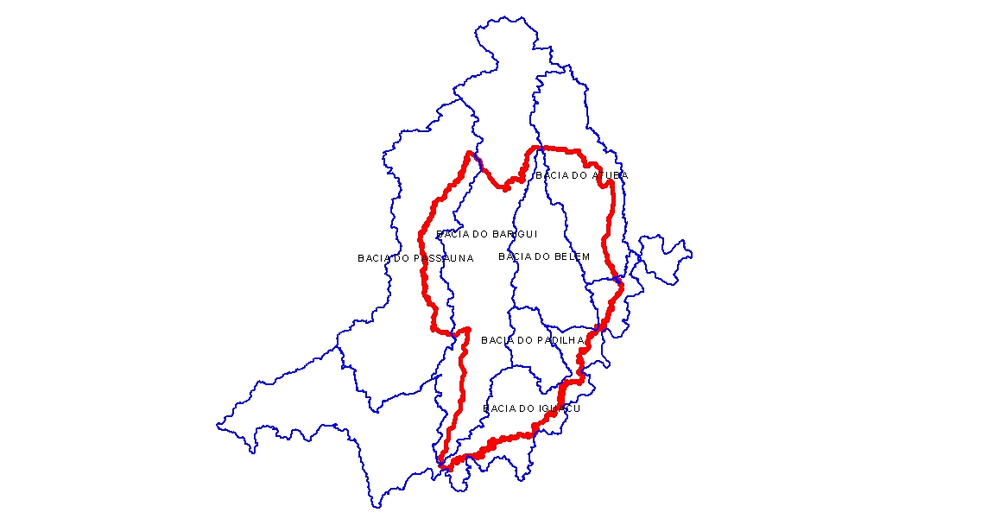 BACIA DO ATUBA
BACIA DO BARIGUI
BACIA DO PASSAUNA
BACIA DO BELEM
BACIA DO PADILHA
BACIA DO IGUACU